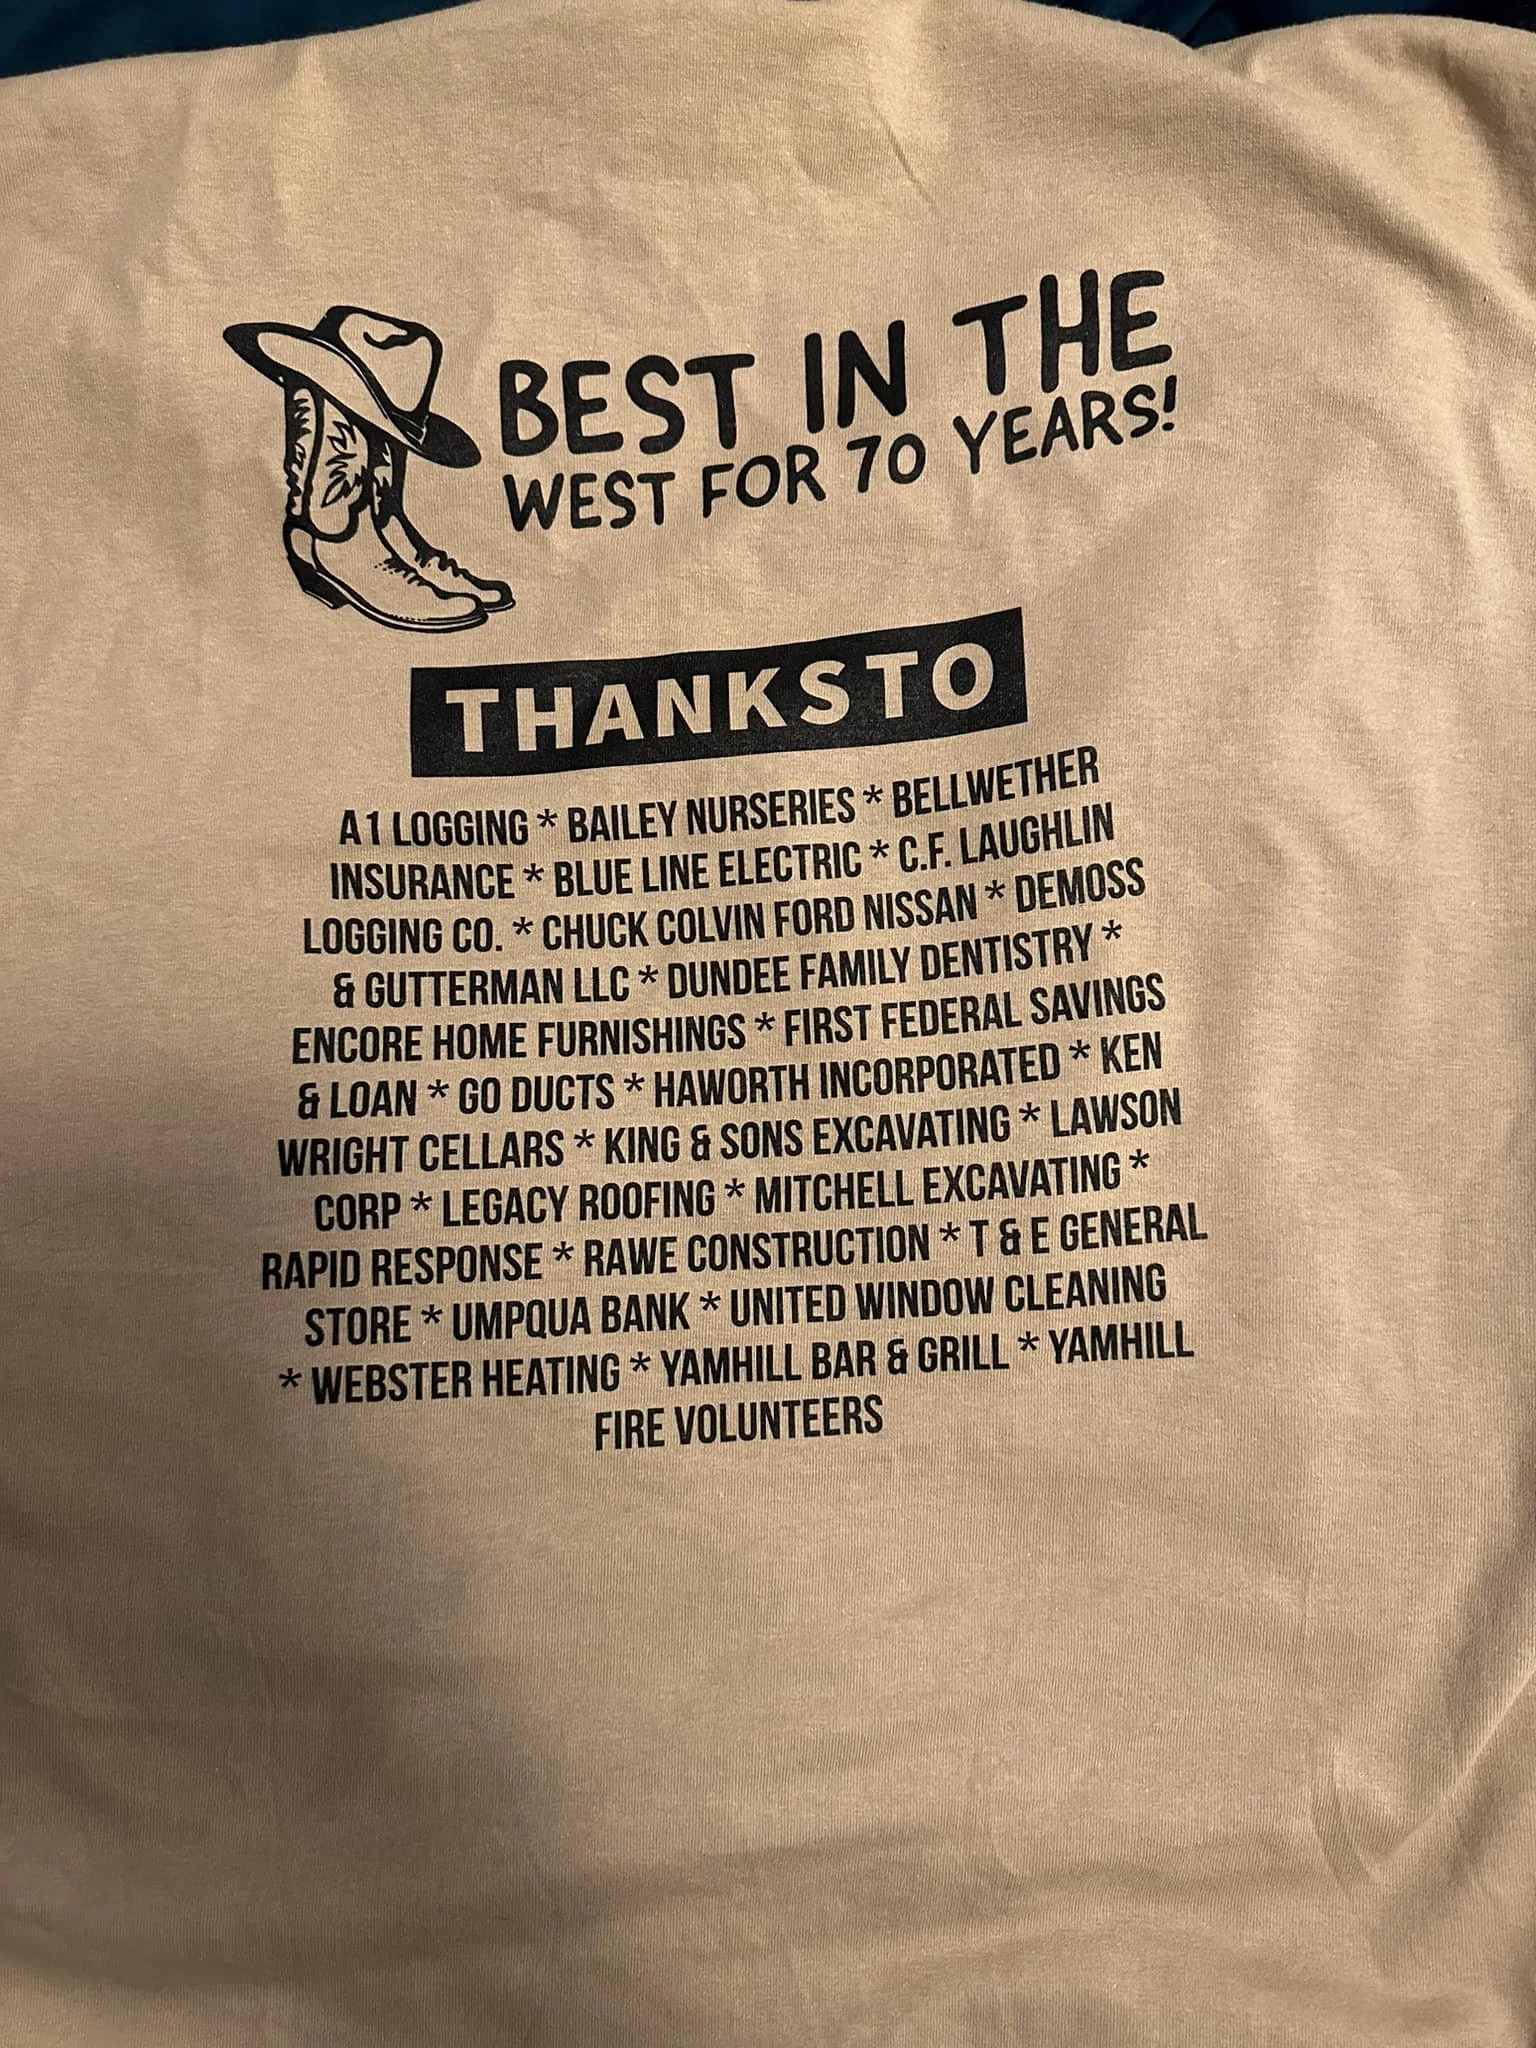 BEST IN THE
WEST FOR 70 YEARS!
THANKS TO
A1 LOGGING * BAILEY NURSERIES * BELLWETHER
INSURANCE * BLUE LINE ELECTRIC * C.F. LAUGHLIN
LOGGING CO. * CHUCK COLVIN FORD NISSAN * DEMOSS
& GUTTERMAN LLC * DUNDEE FAMILY DENTISTRY *
ENCORE HOME FURNISHINGS * FIRST FEDERAL SAVINGS
& LOAN * GO DUCTS * HAWORTH INCORPORATED * KEN
WRIGHT CELLARS * KING & SONS EXCAVATING * LAWSON
CORP * LEGACY ROOFING * MITCHELL EXCAVATING *
RAPID RESPONSE * RAWE CONSTRUCTION * T & E GENERAL
STORE * UMPQUA BANK * UNITED WINDOW CLEANING
* WEBSTER HEATING * YAMHILL BAR & GRILL * YAMHILL
FIRE VOLUNTEERS